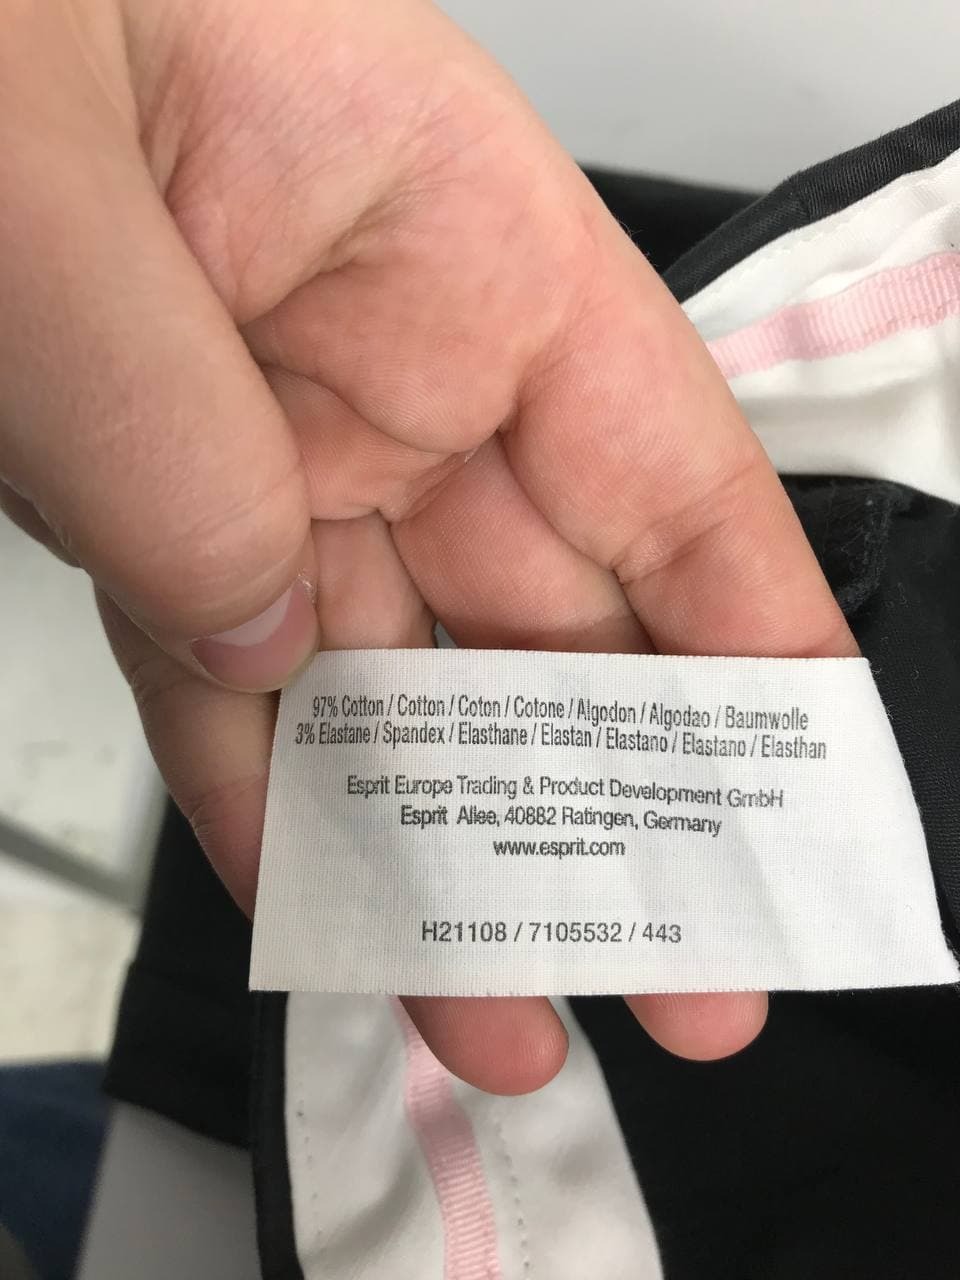 97% Cotton / Cotton / Coton / Cotone / Algodon / Algodao / Baumwolle
3% Elastane / Spandex / Elasthane / Elastan / Elastano / Elastano / Elasthan
Esprit Europe Trading & Product Development GmbH
Esprit Allee, 40882 Ratingen, Germany
www.esprit.com
H21108 / 7105532 / 443